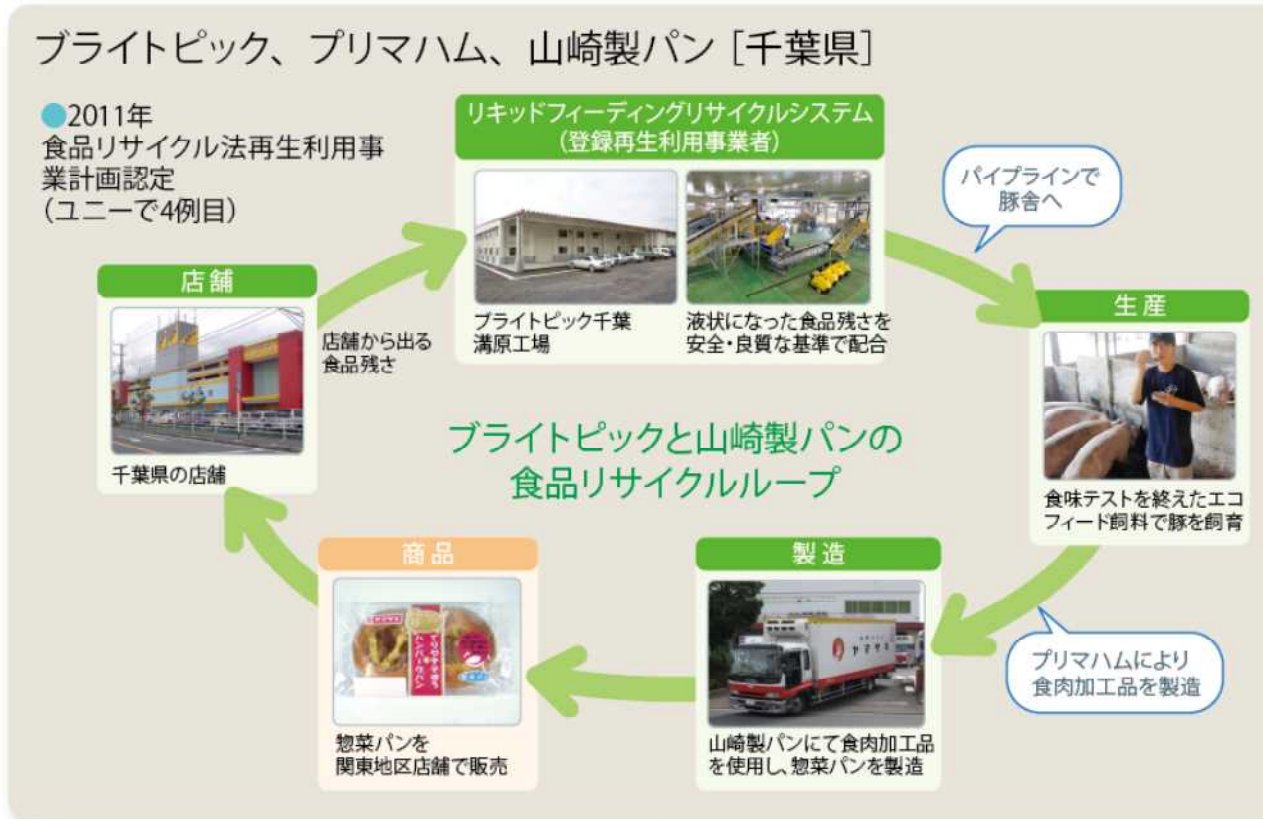 ブライトピック、プリマハム、山崎製パン [千葉県]
●2011年
食品リサイクル法再生利用事
業計画認定
(ユニーで4例目)
リキッドフィーディングリサイクルシステム
(登録再生利用事業者)
ブライトピック千葉
溝原工場
液状になった食品残さを
安全・良質な基準で配合
パイプラインで
豚舎へ
生産
食味テストを終えたエコ
フィード飼料で豚を飼育
プリマハムにより
食肉加工品を製造
製造
ヤマザキ
山崎製パンにて食肉加工品
を使用し、惣菜パンを製造
商品
惣菜パンを
関東地区店舗で販売
店舗
千葉県の店舗
店舗から出る
食品残さ
ブライトピックと山崎製パンの
食品リサイクルループ